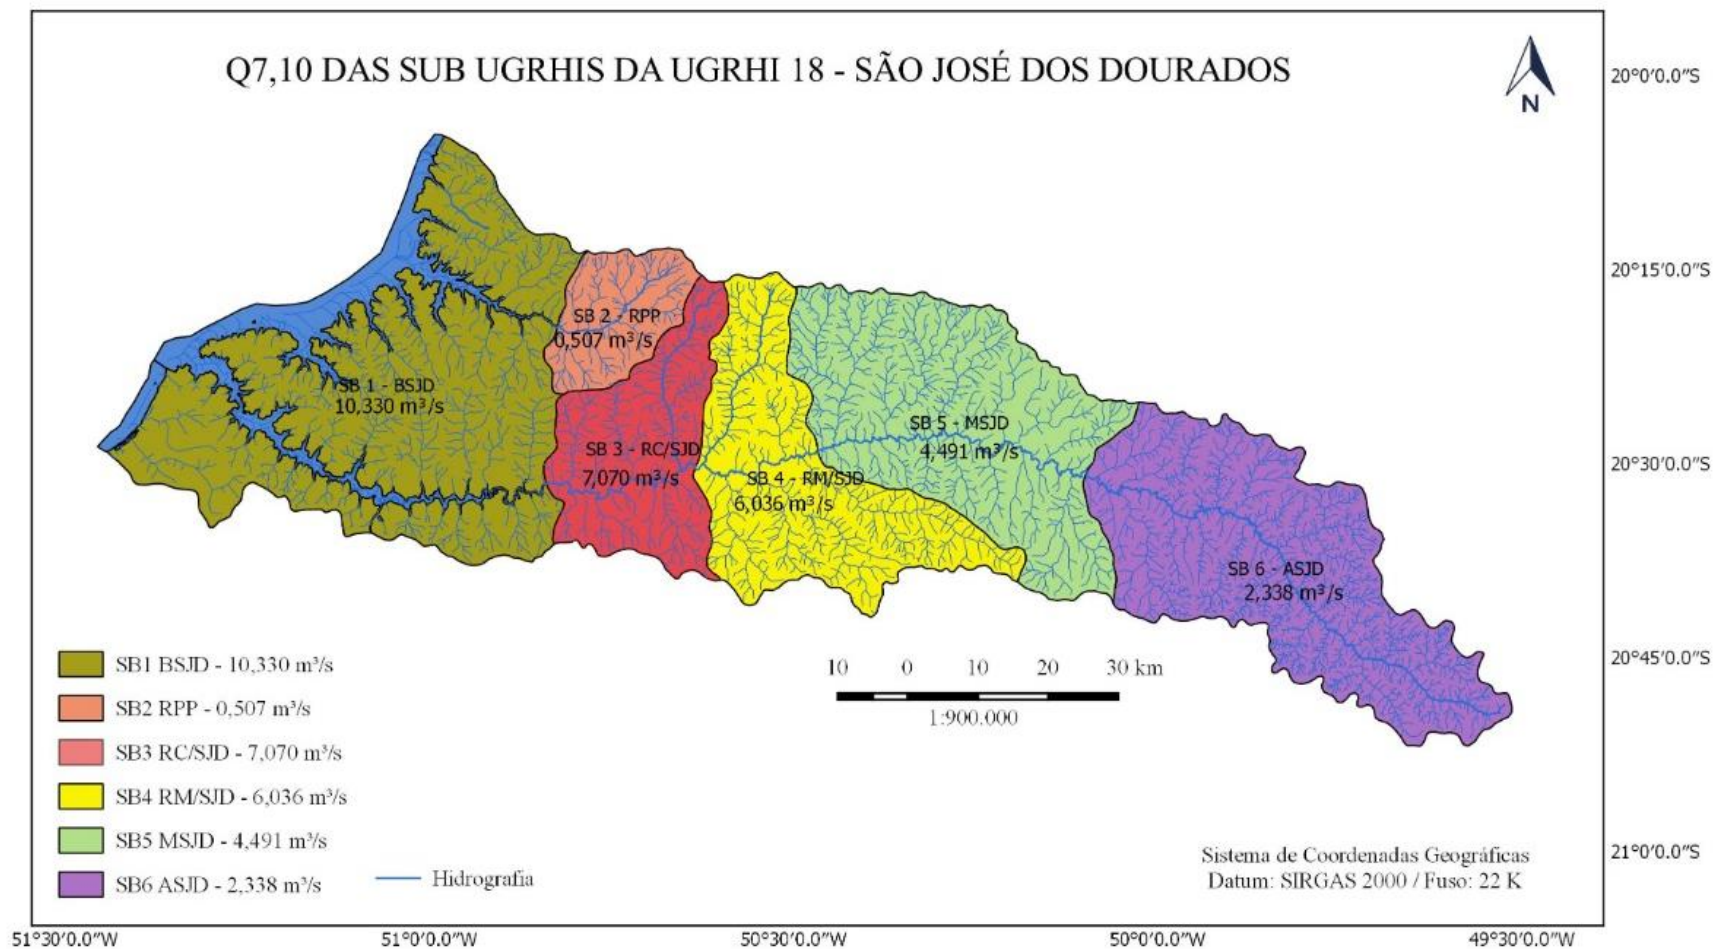 Q7,10 DAS SUB UGRHIS DA UGRHI 18 - SÃO JOSÉ DOS DOURADOS
N
20°0'0.0"S
20°15'0.0"S
20°30'0.0"S
20°45'0.0"S
21°0'0.0"S
SB 2 - RPP
0,507 m³/s
SB 1 - BSJD
10,330 m³/s
SB 3 - RC/SJD
7,070 m³/s
SB 4 - RM/SJD
6,036 m³/s
SB 5 - MSJD
4,491 m³/s
SB 6 - ASJD
2,338 m³/s
10 0 10 20 30 km
1:900.000
SB1 BSJD - 10,330 m³/s
SB2 RPP - 0,507 m³/s
SB3 RC/SJD - 7,070 m³/s
SB4 RM/SJD - 6,036 m³/s
SB5 MSJD - 4,491 m³/s
SB6 ASJD - 2,338 m³/s
Hidrografia
Sistema de Coordenadas Geográficas
Datum: SIRGAS 2000 / Fuso: 22 K
51°30'0.0"W 51°0'0.0"W 50°30'0.0"W 50°0'0.0"W 49°30'0.0"W